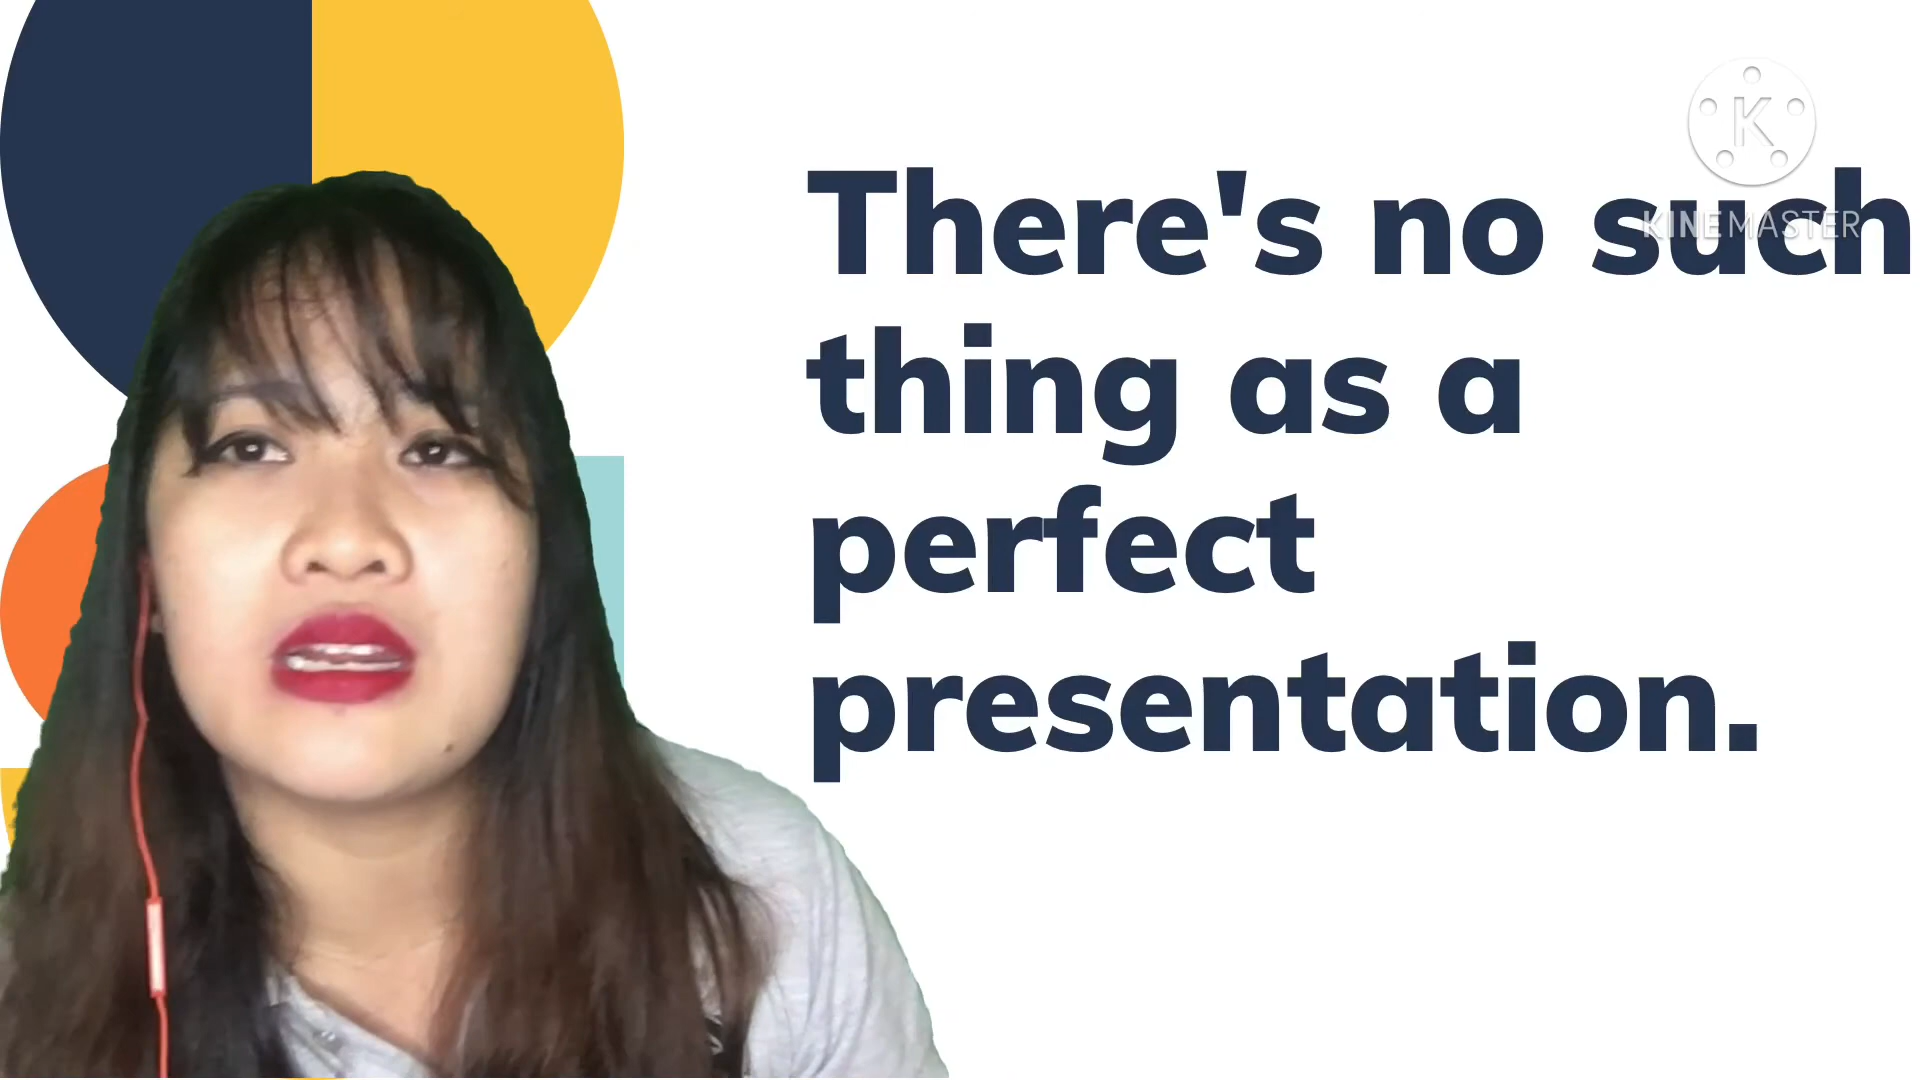 K
KINEMASTER
There's no such
thing as a
perfect
presentation.